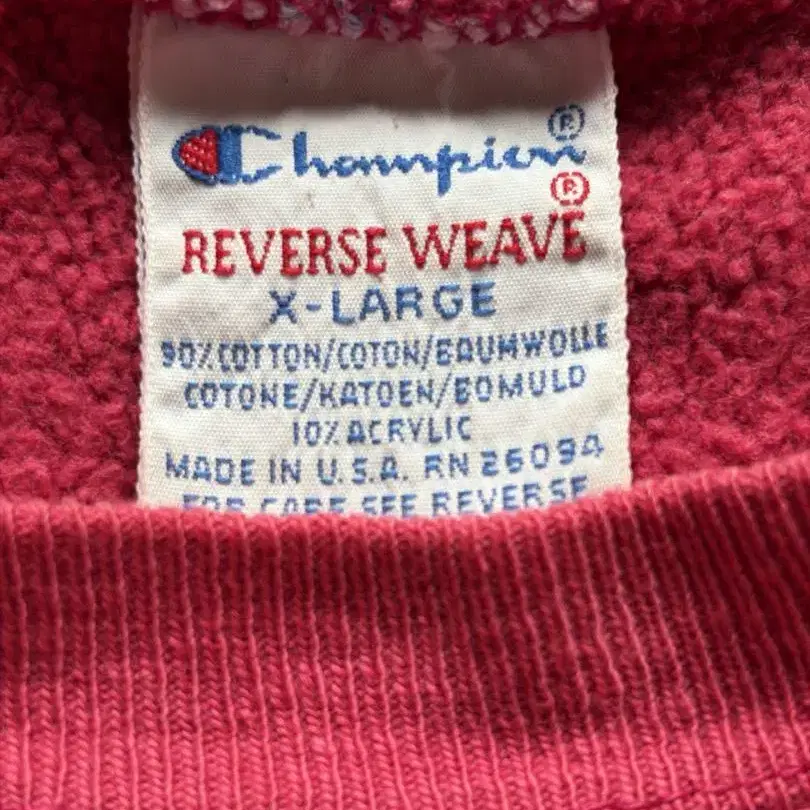 Champion®
®
REVERSE WEAVE
X-LARGE
90% COTTON/COTON/BAUMWOLLE
COTONE/KATOEN/BOMULD
10% ACRYLIC
MADE IN U.S.A. RN 26094
FOR CARE SEE REVERSE